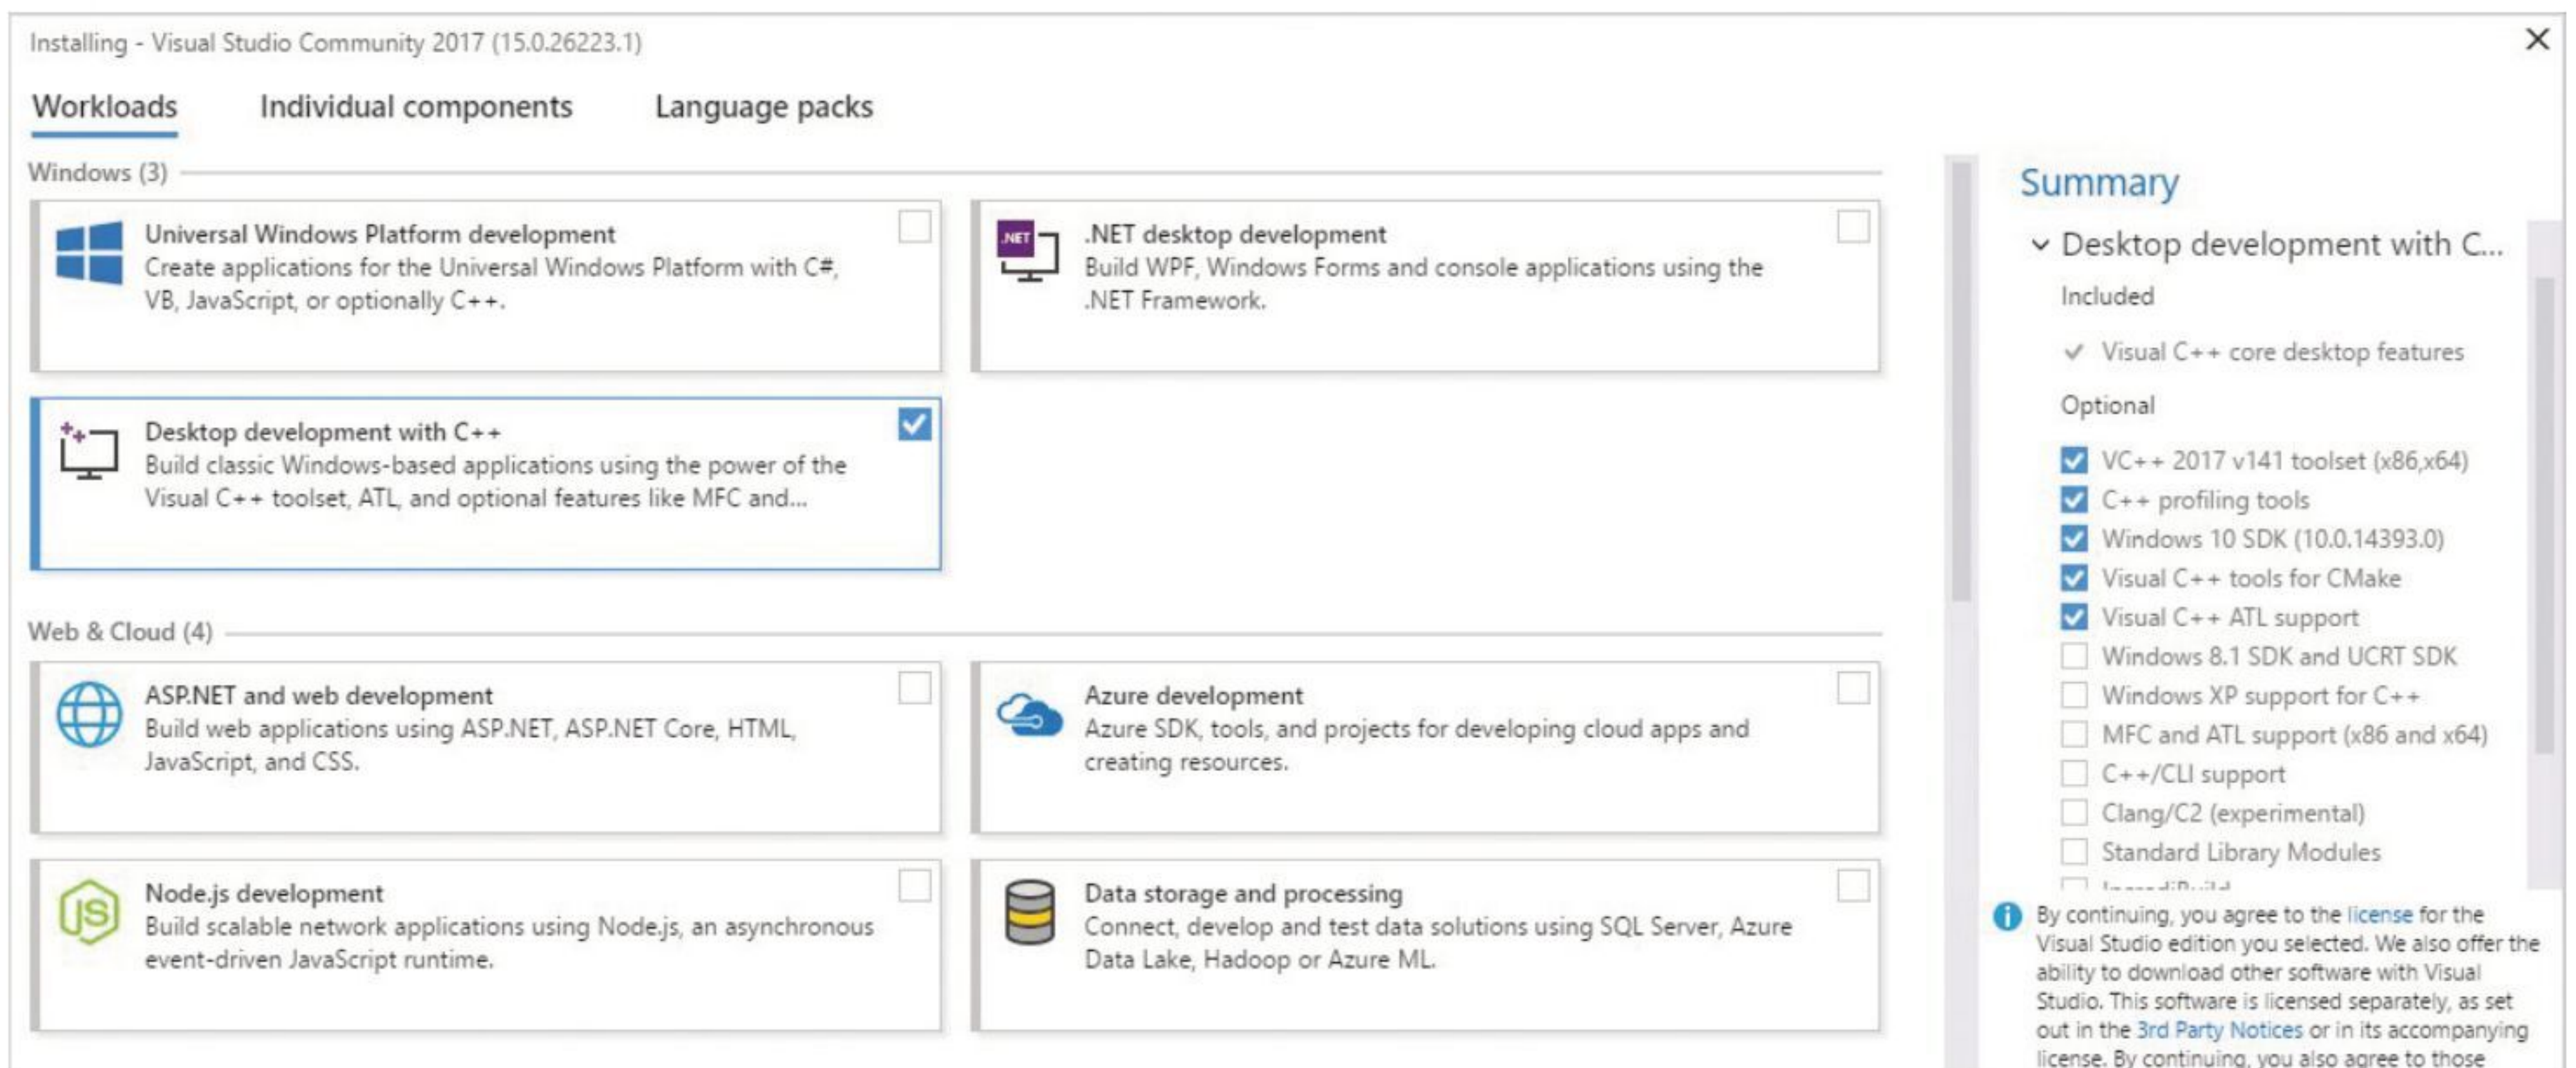 Installing - Visual Studio Community 2017 (15.0.26223.1)
Workloads
Individual components
Language packs
Windows (3)
Universal Windows Platform development
Create applications for the Universal Windows Platform with C#,
VB, JavaScript, or optionally C++.
.NET
.NET desktop development
Build WPF, Windows Forms and console applications using the
.NET Framework.
Desktop development with C++
Build classic Windows-based applications using the power of the
Visual C++ toolset, ATL, and optional features like MFC and...
Web & Cloud (4)
ASP.NET and web development
Build web applications using ASP.NET, ASP.NET Core, HTML,
JavaScript, and CSS.
Azure development
Azure SDK, tools, and projects for developing cloud apps and
creating resources.
JS
Node.js development
Build scalable network applications using Node.js, an asynchronous
event-driven JavaScript runtime.
Data storage and processing
Connect, develop and test data solutions using SQL Server, Azure
Data Lake, Hadoop or Azure ML.
Summary
Desktop development with C...
Included
Visual C++ core desktop features
Optional
VC++ 2017 v141 toolset (x86,x64)
C++ profiling tools
Windows 10 SDK (10.0.14393.0)
Visual C++ tools for CMake
Visual C++ ATL support
Windows 8.1 SDK and UCRT SDK
Windows XP support for C++
MFC and ATL support (x86 and x64)
C++/CLI support
Clang/C2 (experimental)
Standard Library Modules
By continuing, you agree to the license for the
Visual Studio edition you selected. We also offer the
ability to download other software with Visual
Studio. This software is licensed separately, as set
out in the 3rd Party Notices or in its accompanying
license. By continuing, you also agree to those